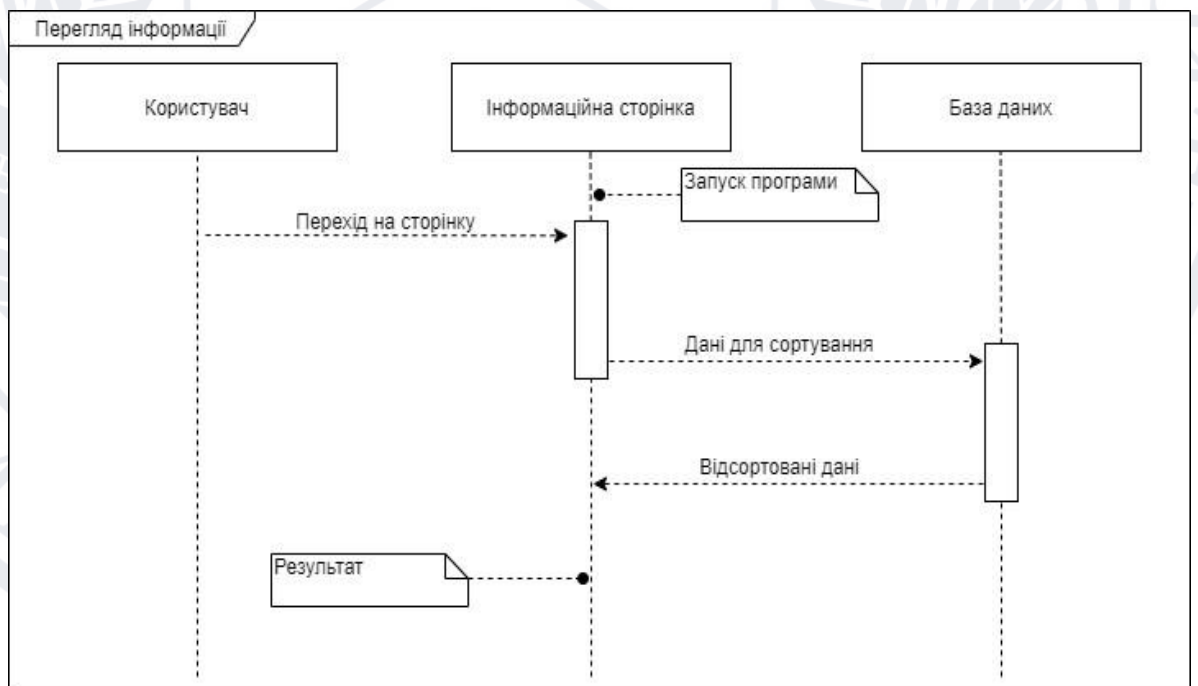 Перегляд інформації
Користувач
Інформаційна сторінка
База даних
Запуск програми
Перехід на сторінку
Дані для сортування
Відсортовані дані
Результат